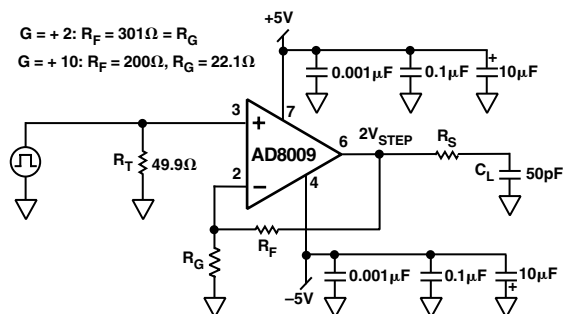 G = + 2: R_F = 301Ω = R_G
G = + 10: R_F = 200Ω, R_G = 22.1Ω
+5V
0.001µF
0.1µF
+
10µF
3
+
7
AD8009
6
2V_STEP
R_S
R_T
49.9Ω
2
–
4
C_L
50pF
R_F
R_G
–5V
0.001µF
0.1µF
10µF
+